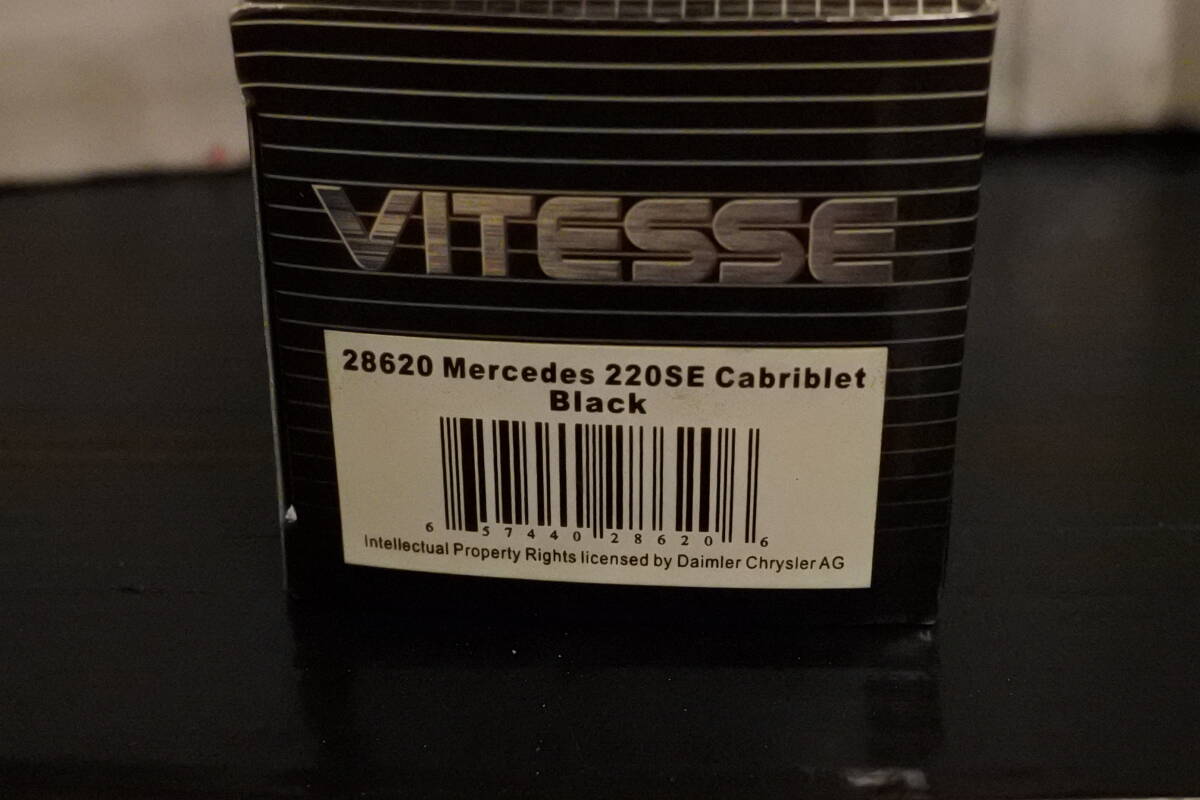 VITESSE
28620 Mercedes 220SE Cabriblet
Black
6 57440 28620 6
Intellectual Property Rights licensed by Daimler Chrysler AG